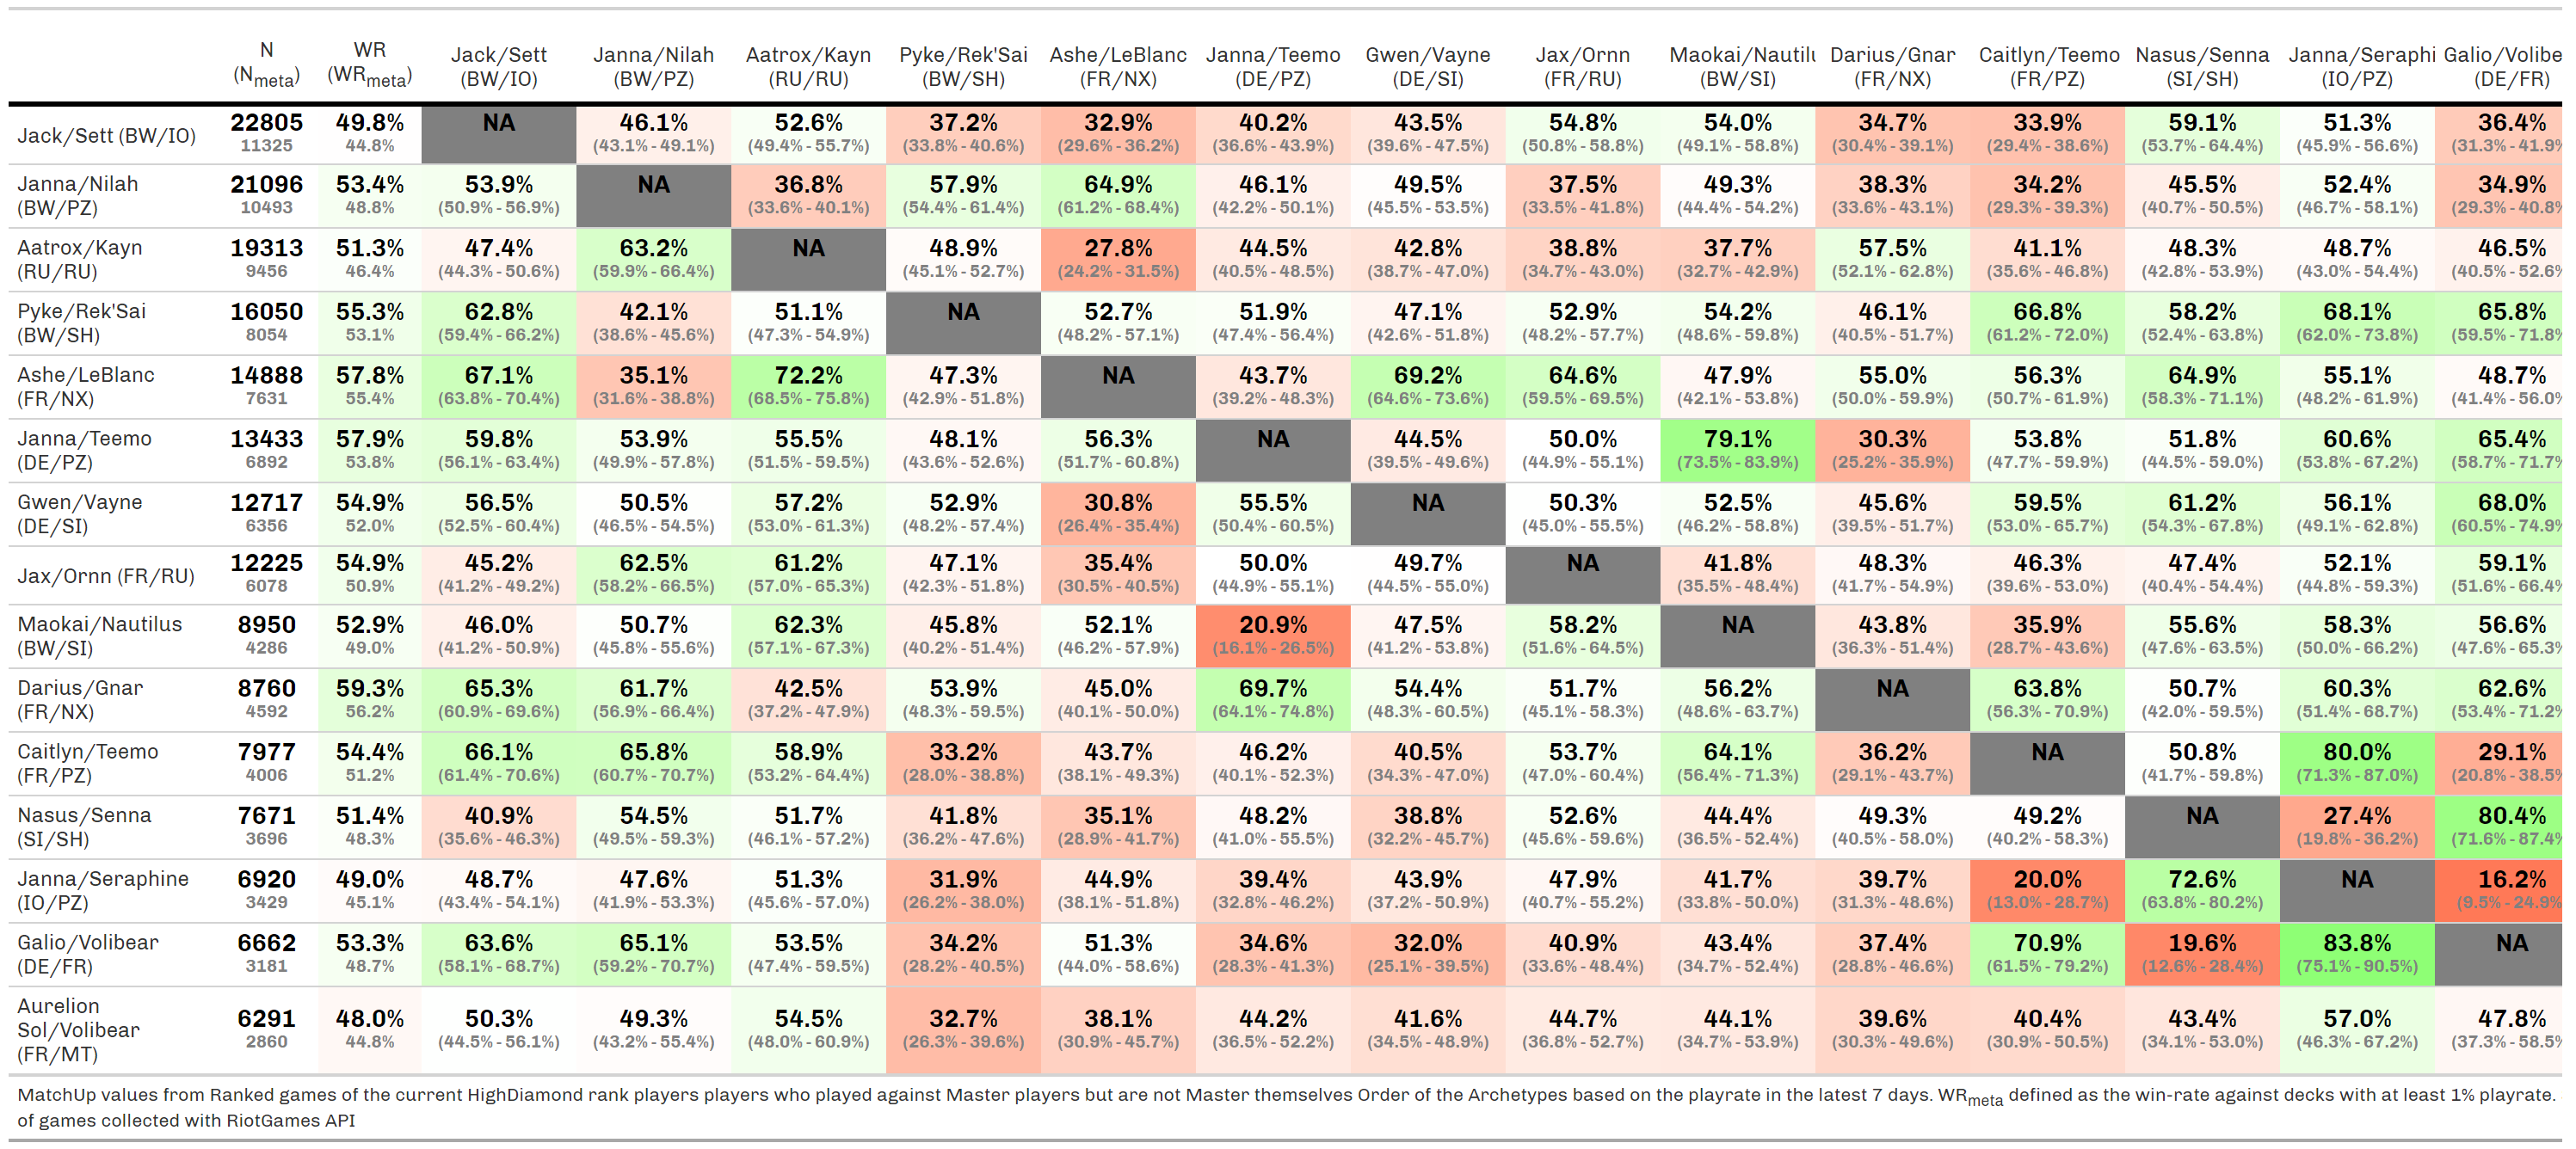 N WR Jack/Sett Janna/Nilah Aatrox/Kayn Pyke/Rek'Sai Ashe/LeBlanc Janna/Teemo Gwen/Vayne Jax/Ornn Maokai/Nautilu Darius/Gnar Caitlyn/Teemo Nasus/Senna Janna/Seraphi Galio/Volibe
(Nmeta) (WRmeta) (BW/IO) (BW/PZ) (RU/RU) (BW/SH) (FR/NX) (DE/PZ) (DE/SI) (FR/RU) (BW/SI) (FR/NX) (FR/PZ) (SI/SH) (IO/PZ) (DE/FR)
Jack/Sett (BW/IO) 22805 49.8% NA 46.1% 52.6% 37.2% 32.9% 40.2% 43.5% 54.8% 54.0% 34.7% 33.9% 59.1% 51.3% 36.4%
11325 44.8% (43.1% - 49.1%) (49.4% - 55.7%) (33.8% - 40.6%) (29.6% - 36.2%) (36.6% - 43.9%) (39.6% - 47.5%) (50.8% - 58.8%) (49.1% - 58.8%) (30.4% - 39.1%) (29.4% - 38.6%) (53.7% - 64.4%) (45.9% - 56.6%) (31.3% - 41.9%
Janna/Nilah 21096 53.4% 53.9% NA 36.8% 57.9% 64.9% 46.1% 49.5% 37.5% 49.3% 38.3% 34.2% 45.5% 52.4% 34.9%
(BW/PZ) 10493 48.8% (50.9% - 56.9%) (33.6% - 40.1%) (54.4% - 61.4%) (61.2% - 68.4%) (42.2% - 50.1%) (45.5% - 53.5%) (33.5% - 41.8%) (44.4% - 54.2%) (33.6% - 43.1%) (29.3% - 39.3%) (40.7% - 50.5%) (46.7% - 58.1%) (29.3% - 40.8%
Aatrox/Kayn 19313 51.3% 47.4% 63.2% NA 48.9% 27.8% 44.5% 42.8% 38.8% 37.7% 57.5% 41.1% 48.3% 48.7% 46.5%
(RU/RU) 9456 46.4% (44.3% - 50.6%) (59.9% - 66.4%) (45.1% - 52.7%) (24.2% - 31.5%) (40.5% - 48.5%) (38.7% - 47.0%) (34.7% - 43.0%) (32.7% - 42.9%) (52.1% - 62.8%) (35.6% - 46.8%) (42.8% - 53.9%) (43.0% - 54.4%) (40.5% - 52.6%
Pyke/Rek'Sai 16050 55.3% 62.8% 42.1% 51.1% NA 52.7% 51.9% 47.1% 52.9% 54.2% 46.1% 66.8% 58.2% 68.1% 65.8%
(BW/SH) 8054 53.1% (59.4% - 66.2%) (38.6% - 45.6%) (47.3% - 54.9%) (48.2% - 57.1%) (47.4% - 56.4%) (42.6% - 51.8%) (48.2% - 57.7%) (48.6% - 59.8%) (40.5% - 51.7%) (61.2% - 72.0%) (52.4% - 63.8%) (62.0% - 73.8%) (59.5% - 71.8%
Ashe/LeBlanc 14888 57.8% 67.1% 35.1% 72.2% 47.3% NA 43.7% 69.2% 64.6% 47.9% 55.0% 56.3% 64.9% 55.1% 48.7%
(FR/NX) 7631 55.4% (63.8% - 70.4%) (31.6% - 38.8%) (68.5% - 75.8%) (42.9% - 51.8%) (39.2% - 48.3%) (64.6% - 73.6%) (59.5% - 69.5%) (42.1% - 53.8%) (50.0% - 59.9%) (50.7% - 61.9%) (58.3% - 71.1%) (48.2% - 61.9%) (41.4% - 56.0%
Janna/Teemo 13433 57.9% 59.8% 53.9% 55.5% 48.1% 56.3% NA 44.5% 50.0% 79.1% 30.3% 53.8% 51.8% 60.6% 65.4%
(DE/PZ) 6892 53.8% (56.1% - 63.4%) (49.9% - 57.8%) (51.5% - 59.5%) (43.6% - 52.6%) (51.7% - 60.8%) (39.5% - 49.6%) (44.9% - 55.1%) (73.5% - 83.9%) (25.2% - 35.9%) (47.7% - 59.9%) (44.5% - 59.0%) (53.8% - 67.2%) (58.7% - 71.7%
Gwen/Vayne 12717 54.9% 56.5% 50.5% 57.2% 52.9% 30.8% 55.5% NA 50.3% 52.5% 45.6% 59.5% 61.2% 56.1% 68.0%
(DE/SI) 6356 52.0% (52.5% - 60.4%) (46.5% - 54.5%) (53.0% - 61.3%) (48.2% - 57.4%) (26.4% - 35.4%) (50.4% - 60.5%) (45.0% - 55.5%) (46.2% - 58.8%) (39.5% - 51.7%) (53.0% - 65.7%) (54.3% - 67.8%) (49.1% - 62.8%) (60.5% - 74.9%
Jax/Ornn (FR/RU) 12225 54.9% 45.2% 62.5% 61.2% 47.1% 35.4% 50.0% 49.7% NA 41.8% 48.3% 46.3% 47.4% 52.1% 59.1%
6078 50.9% (41.2% - 49.2%) (58.2% - 66.5%) (57.0% - 65.3%) (42.3% - 51.8%) (30.5% - 40.5%) (44.9% - 55.1%) (44.5% - 55.0%) (35.5% - 48.4%) (41.7% - 54.9%) (39.6% - 53.0%) (40.4% - 54.4%) (44.8% - 59.3%) (51.6% - 66.4%
Maokai/Nautilus 8950 52.9% 46.0% 50.7% 62.3% 45.8% 52.1% 20.9% 47.5% 58.2% NA 43.8% 35.9% 55.6% 58.3% 56.6%
(BW/SI) 4286 49.0% (41.2% - 50.9%) (45.8% - 55.6%) (57.1% - 67.3%) (40.2% - 51.4%) (46.2% - 57.9%) (16.1% - 26.5%) (41.2% - 53.8%) (51.6% - 64.5%) (36.3% - 51.4%) (28.7% - 43.6%) (47.6% - 63.5%) (50.0% - 66.2%) (47.6% - 65.3%
Darius/Gnar 8760 59.3% 65.3% 61.7% 42.5% 53.9% 45.0% 69.7% 54.4% 51.7% 56.2% NA 63.8% 50.7% 60.3% 62.6%
(FR/NX) 4592 56.2% (60.9% - 69.6%) (56.9% - 66.4%) (37.2% - 47.9%) (48.3% - 59.5%) (40.1% - 50.0%) (64.1% - 74.8%) (48.3% - 60.5%) (45.1% - 58.3%) (48.6% - 63.7%) (56.3% - 70.9%) (42.0% - 59.5%) (51.4% - 68.7%) (53.4% - 71.2%
Caitlyn/Teemo 7977 54.4% 66.1% 65.8% 58.9% 33.2% 43.7% 46.2% 40.5% 53.7% 64.1% 36.2% NA 50.8% 80.0% 29.1%
(FR/PZ) 4006 51.2% (61.4% - 70.6%) (60.7% - 70.7%) (53.2% - 64.4%) (28.0% - 38.8%) (38.1% - 49.3%) (40.1% - 52.3%) (34.3% - 47.0%) (47.0% - 60.4%) (56.4% - 71.3%) (29.1% - 43.7%) (41.7% - 59.8%) (71.3% - 87.0%) (20.8% - 38.5%
Nasus/Senna 7671 51.4% 40.9% 54.5% 51.7% 41.8% 35.1% 48.2% 38.8% 52.6% 44.4% 49.3% 49.2% NA 27.4% 80.4%
(SI/SH) 3696 48.3% (35.6% - 46.3%) (49.5% - 59.3%) (46.1% - 57.2%) (36.2% - 47.6%) (28.9% - 41.7%) (41.0% - 55.5%) (32.2% - 45.7%) (45.6% - 59.6%) (36.5% - 52.4%) (40.5% - 58.0%) (40.2% - 58.3%) (19.8% - 36.2%) (71.6% - 87.4%
Janna/Seraphine 6920 49.0% 48.7% 47.6% 51.3% 31.9% 44.9% 39.4% 43.9% 47.9% 41.7% 39.7% 20.0% 72.6% NA 16.2%
(IO/PZ) 3429 45.1% (43.4% - 54.1%) (41.9% - 53.3%) (45.6% - 57.0%) (26.2% - 38.0%) (38.1% - 51.8%) (32.8% - 46.2%) (37.2% - 50.9%) (40.7% - 55.2%) (33.8% - 50.0%) (31.3% - 48.6%) (13.0% - 28.7%) (63.8% - 80.2%) (9.5% - 24.9%
Galio/Volibear 6662 53.3% 63.6% 65.1% 53.5% 34.2% 51.3% 34.6% 32.0% 40.9% 43.4% 37.4% 70.9% 19.6% 83.8% NA
(DE/FR) 3181 48.7% (58.1% - 68.7%) (59.2% - 70.7%) (47.4% - 59.5%) (28.2% - 40.5%) (44.0% - 58.6%) (28.3% - 41.3%) (25.1% - 39.5%) (33.6% - 48.4%) (34.7% - 52.4%) (28.8% - 46.6%) (61.5% - 79.2%) (12.6% - 28.4%) (75.1% - 90.5%)
Aurelion
Sol/Volibear 6291 48.0% 50.3% 49.3% 54.5% 32.7% 38.1% 44.2% 41.6% 44.7% 44.1% 39.6% 40.4% 43.4% 57.0% 47.8%
(FR/MT) 2860 44.8% (44.5% - 56.1%) (43.2% - 55.4%) (48.0% - 60.9%) (26.3% - 39.6%) (30.9% - 45.7%) (36.5% - 52.2%) (34.5% - 48.9%) (36.8% - 52.7%) (34.7% - 53.9%) (30.3% - 49.6%) (30.9% - 50.5%) (34.1% - 53.0%) (46.3% - 67.2%) (37.3% - 58.5%
MatchUp values from Ranked games of the current HighDiamond rank players players who played against Master players but are not Master themselves Order of the Archetypes based on the playrate in the latest 7 days. WRmeta defined as the win-rate against decks with at least 1% playrate.
of games collected with RiotGames API